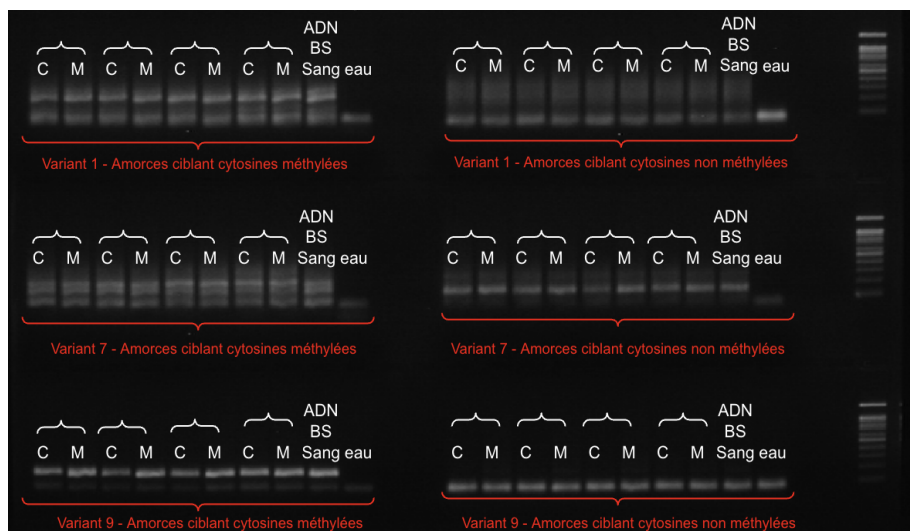 ADN
BS
C M C M C M C M Sang eau
Variant 1 - Amorces ciblant cytosines méthylées
ADN
BS
C M C M C M C M Sang eau
Variant 1 - Amorces ciblant cytosines non méthylées
ADN
BS
C M C M C M C M Sang eau
Variant 7 - Amorces ciblant cytosines méthylées
ADN
BS
C M C M C M C M Sang eau
Variant 7 - Amorces ciblant cytosines non méthylées
ADN
BS
C M C M C M C M Sang eau
Variant 9 - Amorces ciblant cytosines méthylées
ADN
BS
C M C M C M C M Sang eau
Variant 9 - Amorces ciblant cytosines non méthylées